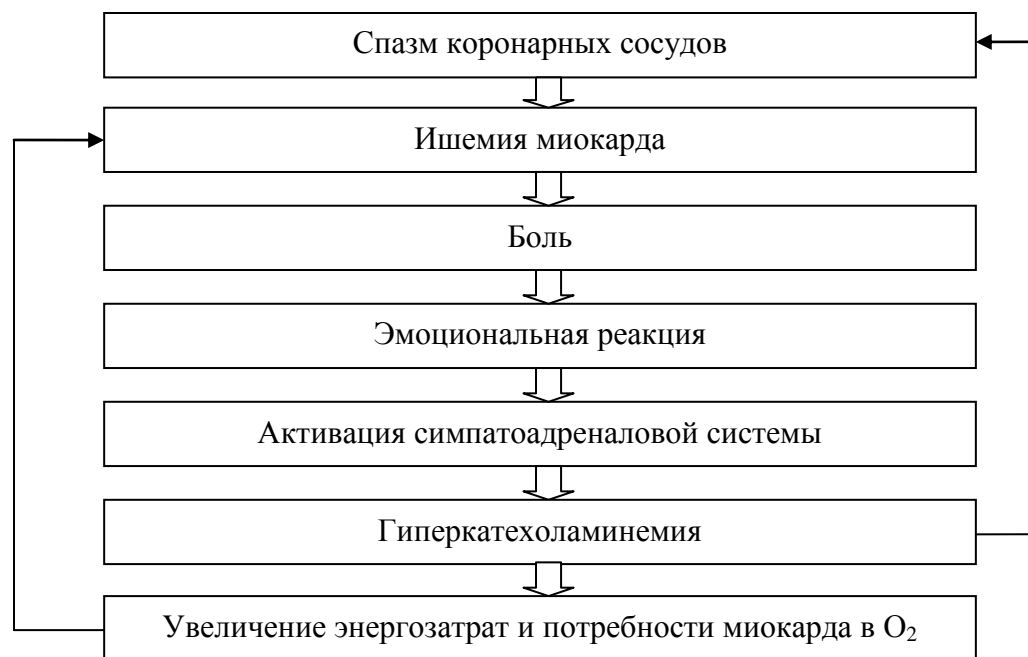 Спазм коронарных сосудов
Ишемия миокарда
Боль
Эмоциональная реакция
Активация симпатоадреналовой системы
Гиперкатехоламинемия
Увеличение энергозатрат и потребности миокарда в O₂